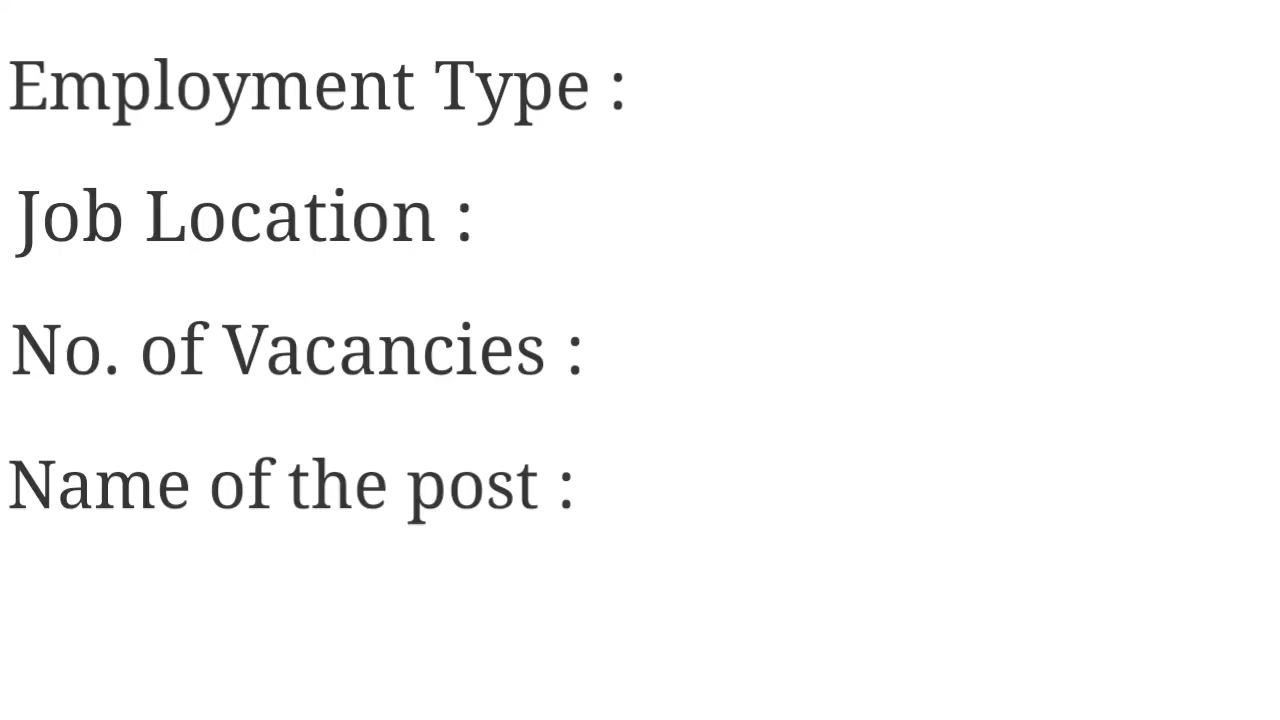 Employment Type :
Job Location :
No. of Vacancies :
Name of the post :